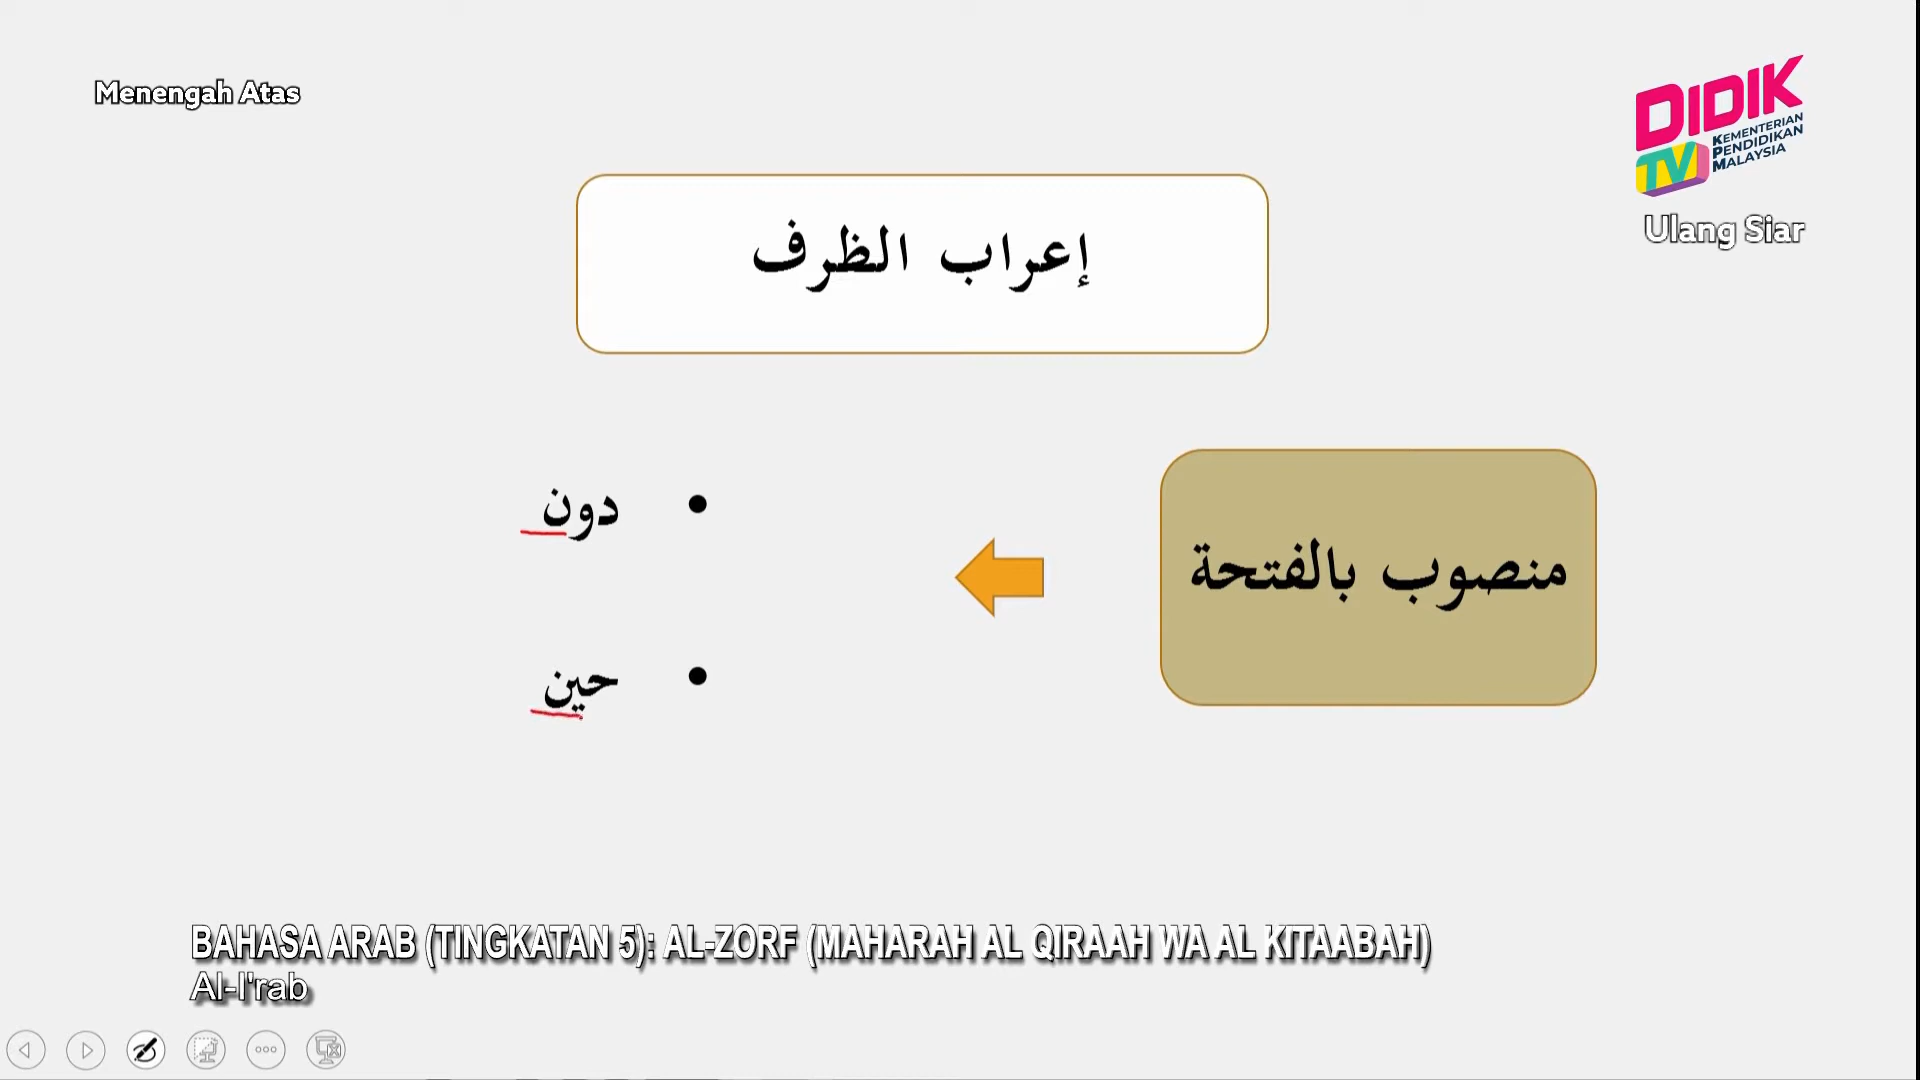 Menengah Atas
DIDIK
TV
KEMENTERIAN
PENDIDIKAN
MALAYSIA
Ulang Siar
إعراب الظرف
منصوب بالفتحة
• دون
• حين
BAHASA ARAB (TINGKATAN 5): AL-ZORF (MAHARAH AL QIRAAH WA AL KITAABAH)
Al-I'rab